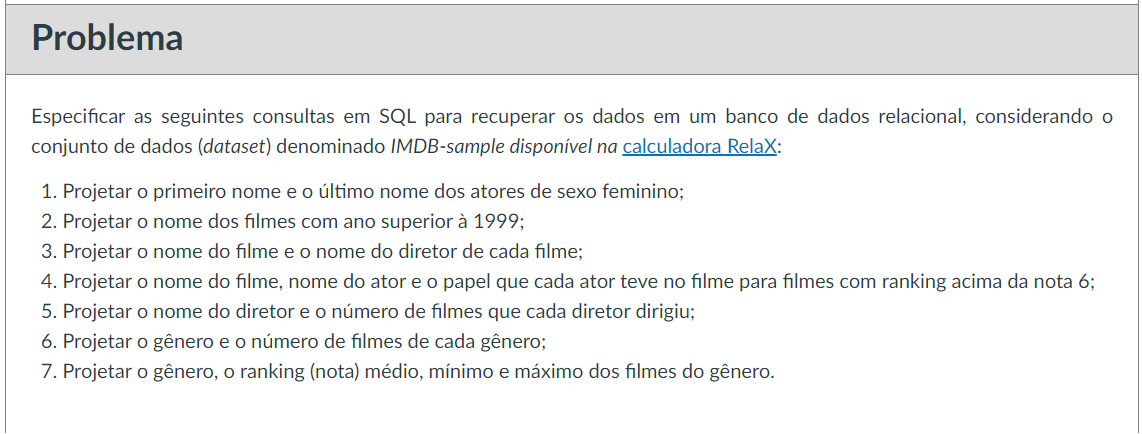 Problema
Especificar as seguintes consultas em SQL para recuperar os dados em um banco de dados relacional, considerando o
conjunto de dados (dataset) denominado IMDB-sample disponível na calculadora RelaX:
1. Projetar o primeiro nome e o último nome dos atores de sexo feminino;
2. Projetar o nome dos filmes com ano superior à 1999;
3. Projetar o nome do filme e o nome do diretor de cada filme;
4. Projetar o nome do filme, nome do ator e o papel que cada ator teve no filme para filmes com ranking acima da nota 6;
5. Projetar o nome do diretor e o número de filmes que cada diretor dirigiu;
6. Projetar o gênero e o número de filmes de cada gênero;
7. Projetar o gênero, o ranking (nota) médio, mínimo e máximo dos filmes do gênero.